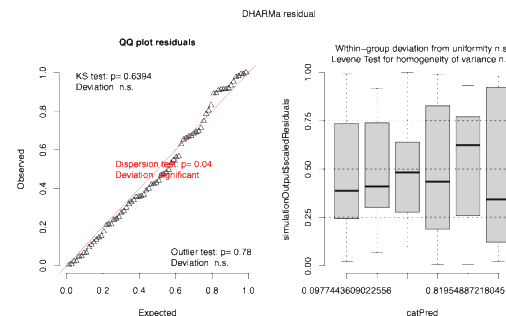 DHARMa residual
QQ plot residuals
KS test: p= 0.6394
Deviation n.s.
Dispersion test: p= 0.04
Deviation significant
Outlier test: p= 0.78
Deviation n.s.
Observed
0.0
0.2
0.4
0.6
0.8
1.0
0.0 0.2 0.4 0.6 0.8 1.0
Expected
Within-group deviation from uniformity n.s
Levene Test for homogeneity of variance n.
simulationOutput$scaledResiduals
0.00
0.25
0.50
0.75
1.00
0.0977443609022556 0.81954887218045
catPred